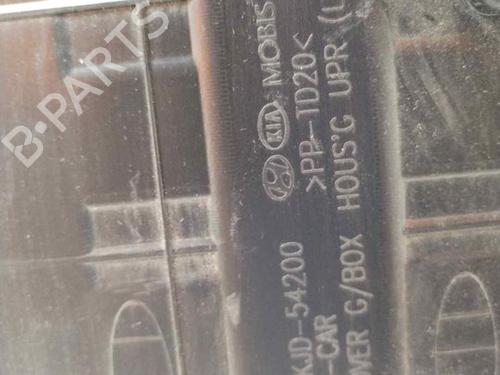 KIA MOBIS
>PP-TD20<
KJD-54200
-CAR
WER G/BOX HOUS'G UPR (L
B-PARTS